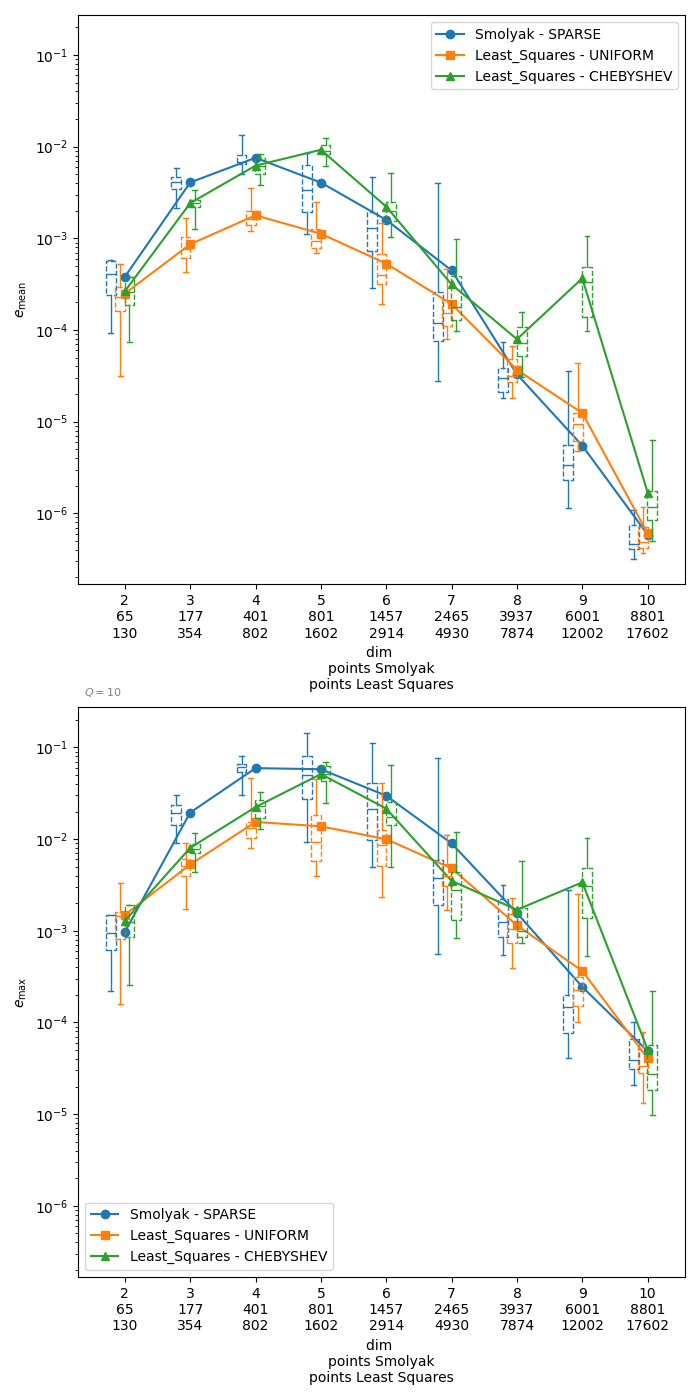 Smolyak - SPARSE
Least_Squares - UNIFORM
Least_Squares - CHEBYSHEV
10⁻¹
10⁻²
10⁻³
10⁻⁴
10⁻⁵
10⁻⁶
e_mean
2 3 4 5 6 7 8 9 10
65 177 401 801 1457 2465 3937 6001 8801
130 354 802 1602 2914 4930 7874 12002 17602
dim
points Smolyak
points Least Squares
Q = 10
10⁻¹
10⁻²
10⁻³
10⁻⁴
10⁻⁵
10⁻⁶
e_max
Smolyak - SPARSE
Least_Squares - UNIFORM
Least_Squares - CHEBYSHEV
2 3 4 5 6 7 8 9 10
65 177 401 801 1457 2465 3937 6001 8801
130 354 802 1602 2914 4930 7874 12002 17602
dim
points Smolyak
points Least Squares